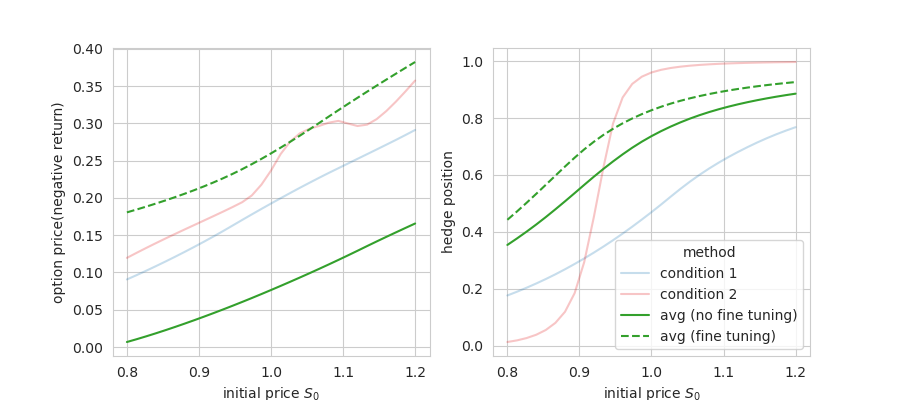 option price(negative return)
0.40
0.35
0.30
0.25
0.20
0.15
0.10
0.05
0.00
0.8 0.9 1.0 1.1 1.2
initial price S₀
hedge position
1.0
0.8
0.6
0.4
0.2
0.0
0.8 0.9 1.0 1.1 1.2
initial price S₀
method
condition 1
condition 2
avg (no fine tuning)
avg (fine tuning)